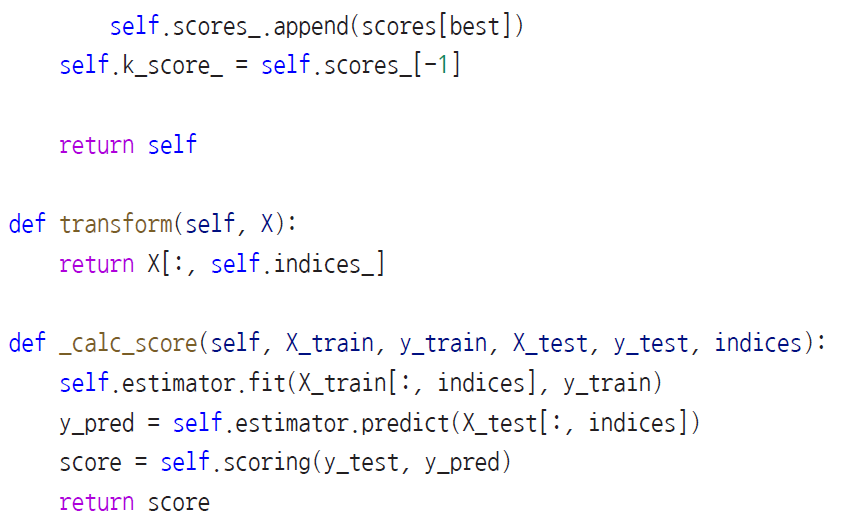 self.scores_.append(scores[best])
    self.k_score_ = self.scores_[-1]

    return self

def transform(self, X):
    return X[:, self.indices_]

def _calc_score(self, X_train, y_train, X_test, y_test, indices):
    self.estimator.fit(X_train[:, indices], y_train)
    y_pred = self.estimator.predict(X_test[:, indices])
    score = self.scoring(y_test, y_pred)
    return score